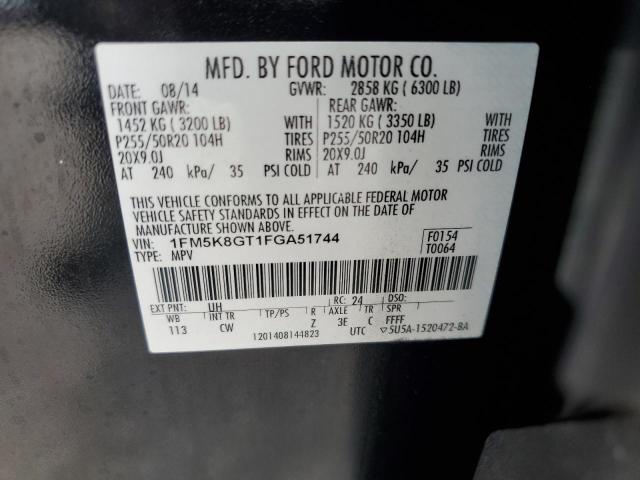 MFD. BY FORD MOTOR CO.
DATE: 08/14 GVWR: 2858 KG ( 6300 LB)
FRONT GAWR: REAR GAWR:
1452 KG ( 3200 LB) WITH 1520 KG ( 3350 LB) WITH
P255/50R20 104H TIRES P255/50R20 104H TIRES
20X9.0J RIMS 20X9.0J RIMS
AT 240 kPa/ 35 PSI COLD AT 240 kPa/ 35 PSI COLD
THIS VEHICLE CONFORMS TO ALL APPLICABLE FEDERAL MOTOR
VEHICLE SAFETY STANDARDS IN EFFECT ON THE DATE OF
MANUFACTURE SHOWN ABOVE.
VIN: 1FM5K8GT1FGA51744 F0154
TYPE: MPV T0064
EXT PNT: UH RC: 24 DSO:
WB INT TR TP/PS R AXLE TR SPR
113 CW Z 3E C FFFF
1201408144823 UTC ▽5U5A-1520472-BA